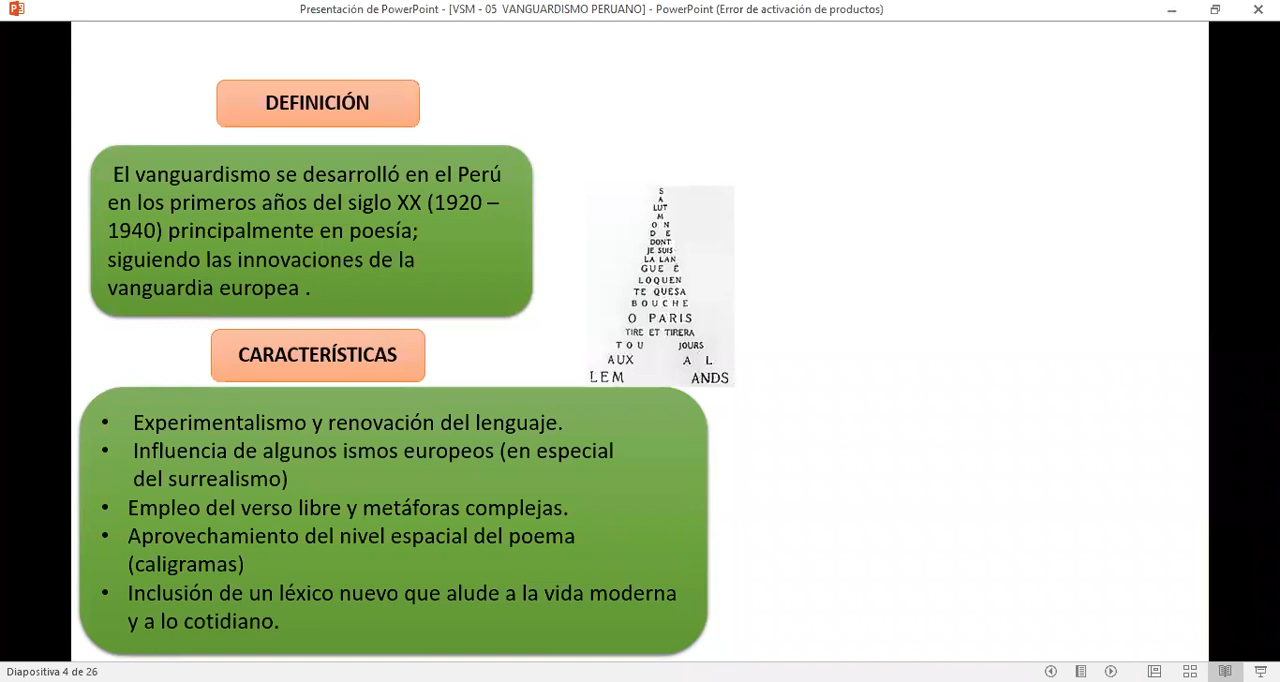 Presentación de PowerPoint - [VSM - 05 VANGUARDISMO PERUANO] - PowerPoint (Error de activación de productos)
DEFINICIÓN
El vanguardismo se desarrolló en el Perú
en los primeros años del siglo XX (1920 –
1940) principalmente en poesía;
siguiendo las innovaciones de la
vanguardia europea .
S
A
LUT
M
O N
D E
DONT
JE SUIS
LA LAN
GUE É
LOQUEN
TE QUESA
BOUCHE
O PARIS
TIRE ET TIRERA
TOU JOURS
AUX A L
LEM ANDS
CARACTERÍSTICAS
• Experimentalismo y renovación del lenguaje.
• Influencia de algunos ismos europeos (en especial
del surrealismo)
• Empleo del verso libre y metáforas complejas.
• Aprovechamiento del nivel espacial del poema
(caligramas)
• Inclusión de un léxico nuevo que alude a la vida moderna
y a lo cotidiano.
Diapositiva 4 de 26